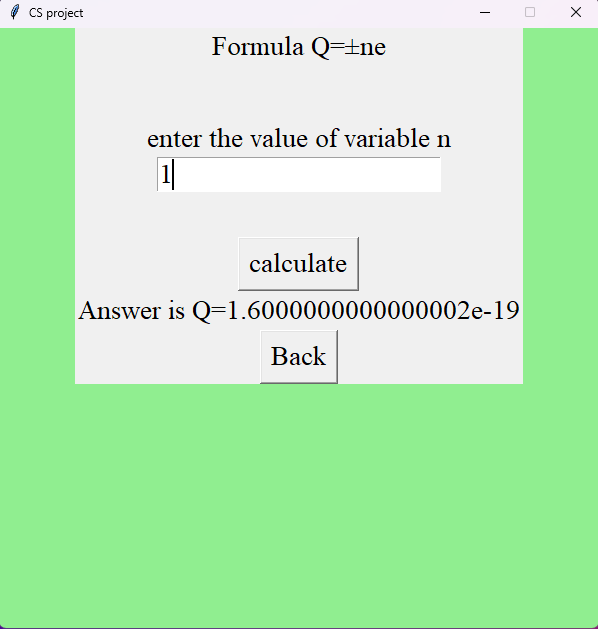 CS project
Formula Q=±ne
enter the value of variable n
1
calculate
Answer is Q=1.6000000000000002e-19
Back